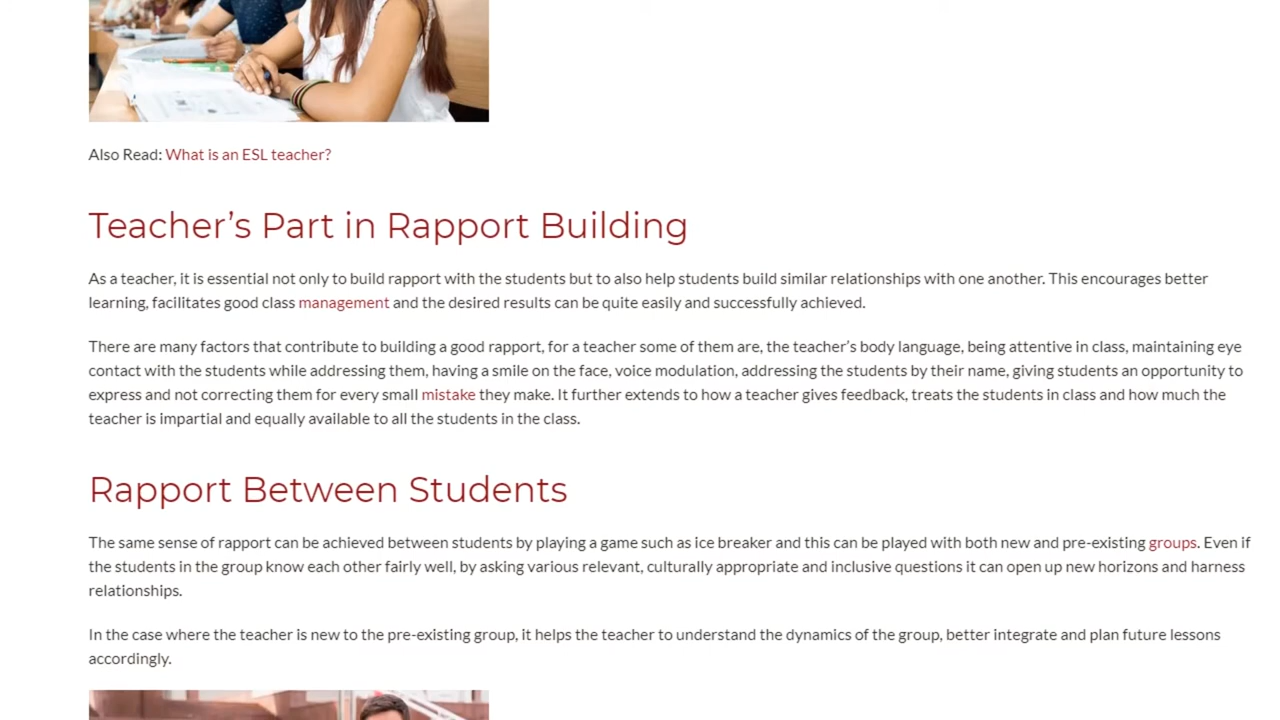 Also Read: What is an ESL teacher?
Teacher’s Part in Rapport Building
As a teacher, it is essential not only to build rapport with the students but to also help students build similar relationships with one another. This encourages better
learning, facilitates good class management and the desired results can be quite easily and successfully achieved.
There are many factors that contribute to building a good rapport, for a teacher some of them are, the teacher’s body language, being attentive in class, maintaining eye
contact with the students while addressing them, having a smile on the face, voice modulation, addressing the students by their name, giving students an opportunity to
express and not correcting them for every small mistake they make. It further extends to how a teacher gives feedback, treats the students in class and how much the
teacher is impartial and equally available to all the students in the class.
Rapport Between Students
The same sense of rapport can be achieved between students by playing a game such as ice breaker and this can be played with both new and pre-existing groups. Even if
the students in the group know each other fairly well, by asking various relevant, culturally appropriate and inclusive questions it can open up new horizons and harness
relationships.
In the case where the teacher is new to the pre-existing group, it helps the teacher to understand the dynamics of the group, better integrate and plan future lessons
accordingly.